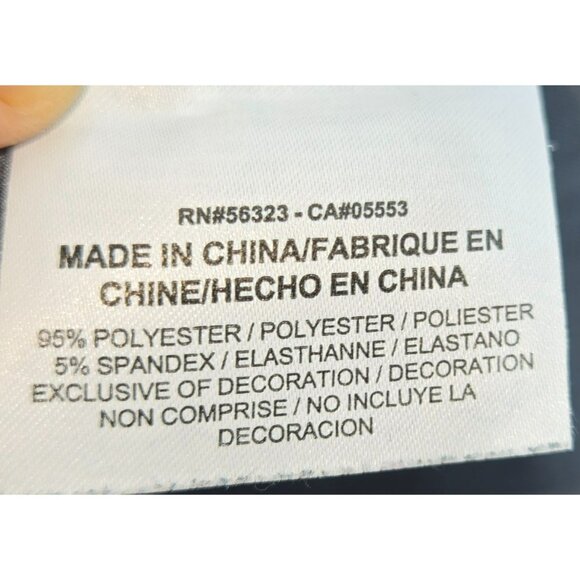 RN#56323 - CA#05553
MADE IN CHINA/FABRIQUE EN
CHINE/HECHO EN CHINA
95% POLYESTER / POLYESTER / POLIESTER
5% SPANDEX / ELASTHANNE / ELASTANO
EXCLUSIVE OF DECORATION / DECORATION
NON COMPRISE / NO INCLUYE LA
DECORACION